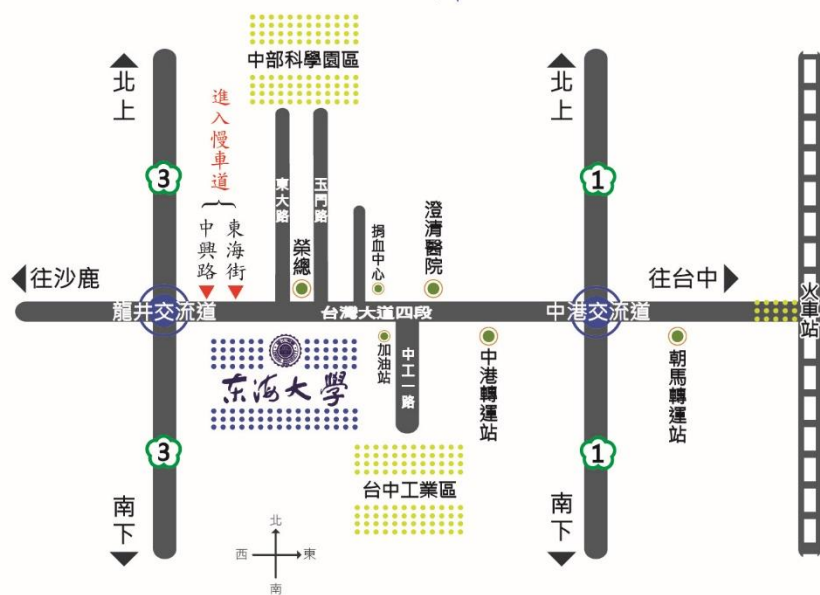 中部科學園區
北上
北上
進入慢車道
3
1
東大路
玉門路
中興路
東海街
榮總
捐血中心
澄清醫院
往沙鹿
往台中
龍井交流道
台灣大道四段
中港交流道
火車站
東海大學
加油站
中工一路
中港轉運站
朝馬轉運站
3
1
台中工業區
南下
南下
北
西
東
南